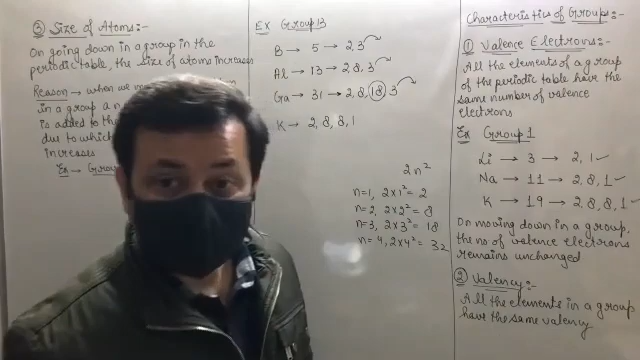 ③ Size of Atoms:-
On going down in a group in the
periodic table, the size of atoms increases
Reason → when we
in a group a n
is added to the
due to which
increases
Ex → Group
Ex Group 13
B → 5 → 2,3
Al → 13 → 2,8,3
Ga → 31 → 2,8,18,3
K → 2,8,8,1
2n²
n=1, 2×1² = 2
n=2, 2×2² = 8
n=3, 2×3² = 18
n=4, 2×4² = 32
Characteristics of Groups
① Valence Electrons:-
All the elements of a group
of the periodic table have the
same number of valence
electrons
Ex Group 1
Li → 3 → 2,1 ✓
Na → 11 → 2,8,1 ✓
K → 19 → 2,8,8,1 ✓
On moving down in a group,
the no of valence electrons
remains unchanged
② Valency:-
All the elements in a group
have the same valency